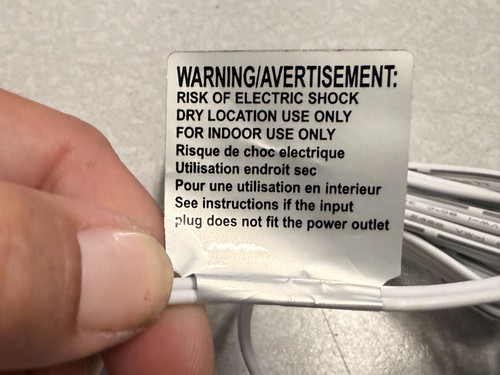 WARNING/AVERTISEMENT:
RISK OF ELECTRIC SHOCK
DRY LOCATION USE ONLY
FOR INDOOR USE ONLY
Risque de choc electrique
Utilisation endroit sec
Pour une utilisation en interieur
See instructions if the input
plug does not fit the power outlet